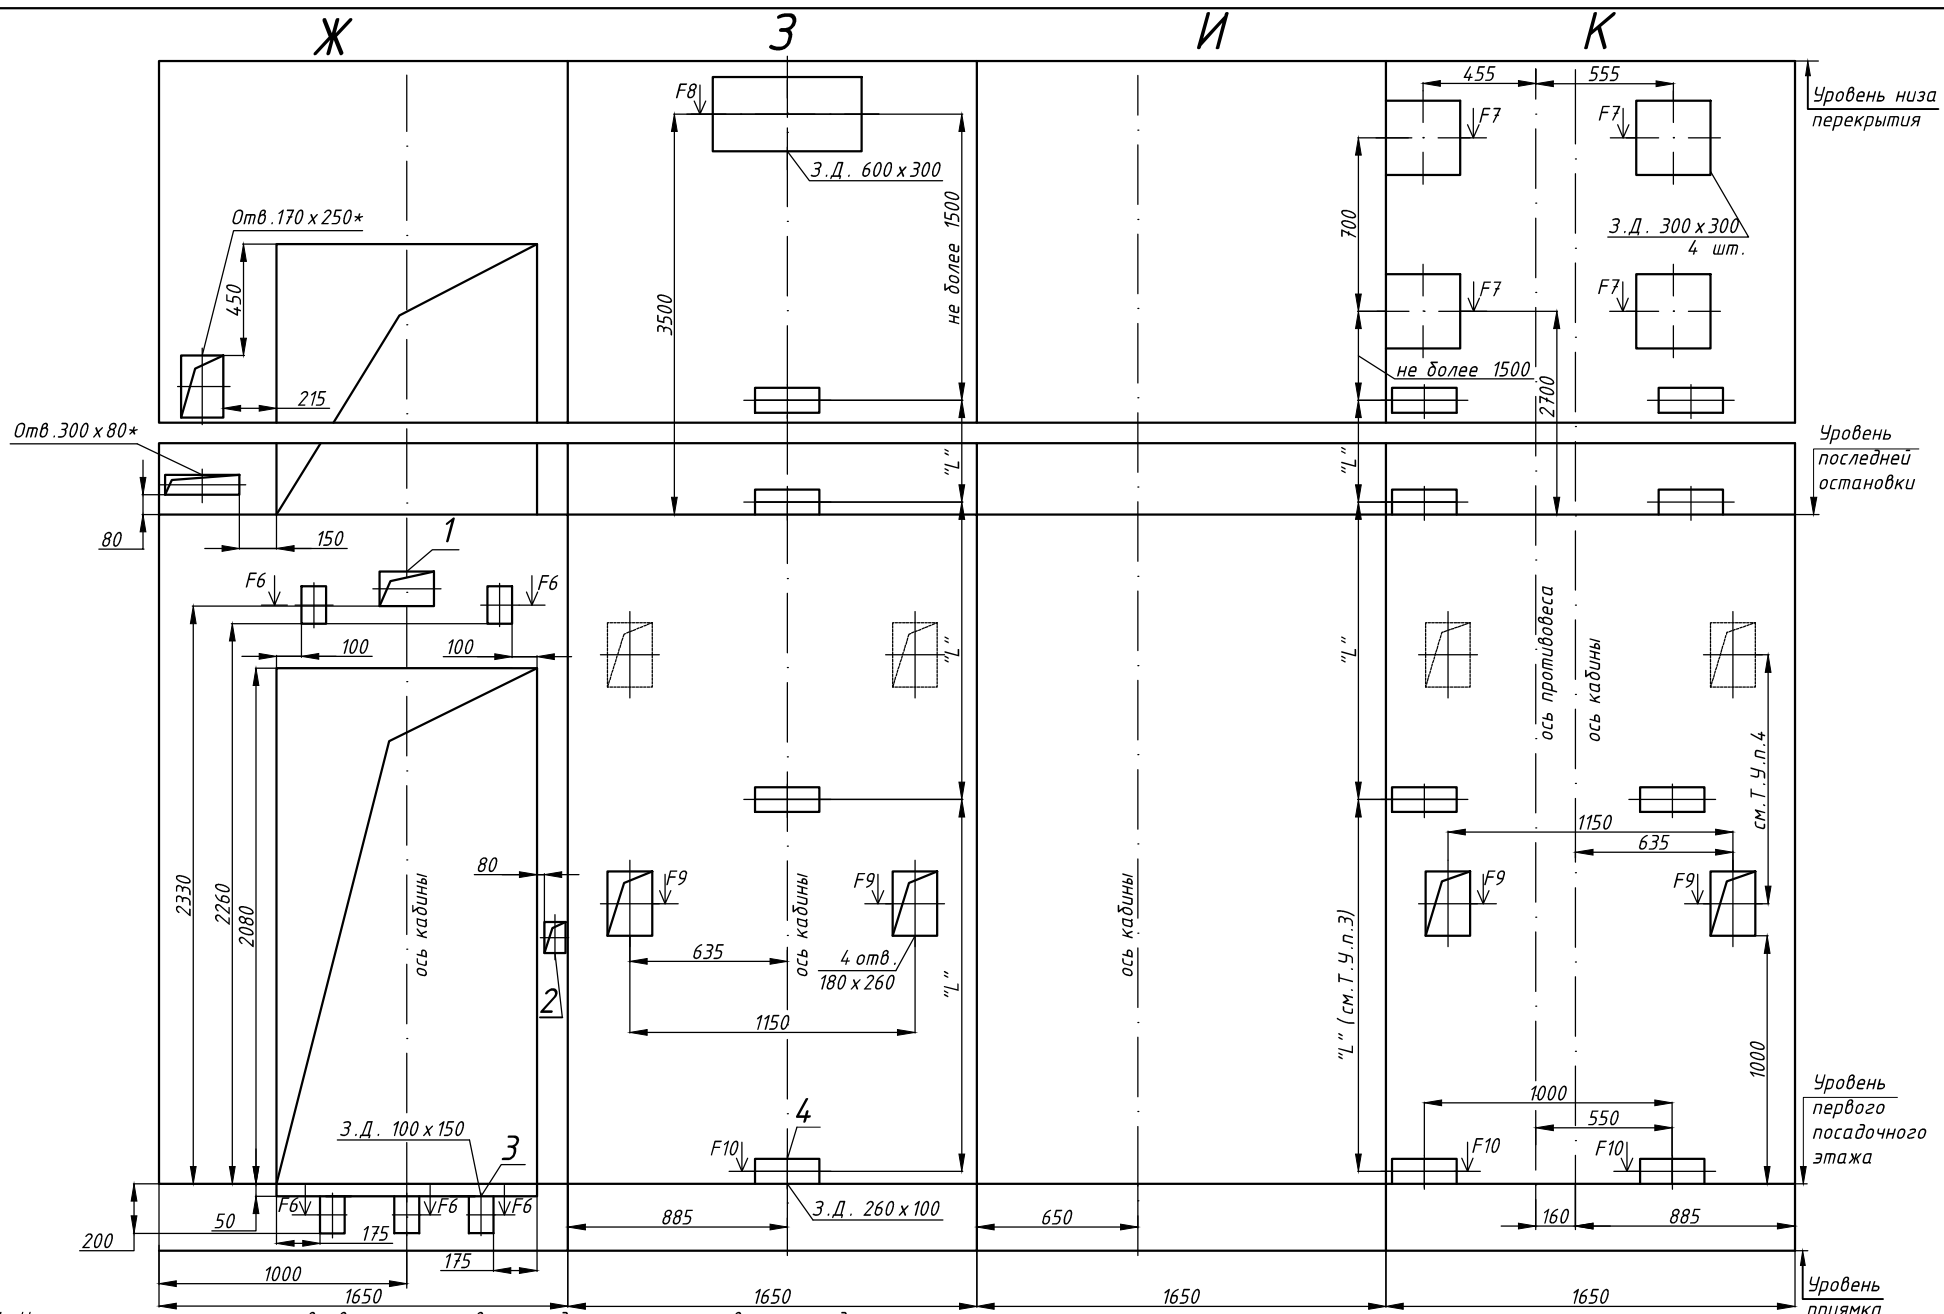 Ж
З
И
К
F8
455
555
Уровень низа
перекрытия
F7
F7
З.Д. 600 х 300
не более 1500
Отв.170 х 250*
450
3500
700
З.Д. 300 х 300
4 шт.
F7
F7
215
не более 1500
2700
Отв.300 х 80*
"L"
"L"
Уровень
последней
остановки
80
150
1
F6
F6
100
100
"L"
"L"
ось противовеса
ось кабины
см.Т.У.п.4
2330
2260
2080
ось кабины
80
2
F9
F9
635
ось кабины
4 отв.
180 х 260
1150
"L"
ось кабины
"L" (см.Т.У.п.3)
1150
635
F9
F9
1000
1000
550
З.Д. 100 х 150
3
F10
4
F10
F10
Уровень
первого
посадочного
этажа
F6
F6
F6
50
200
175
175
З.Д. 260 х 100
885
650
160
885
1000
1650
1650
1650
1650
Уровень
приямка